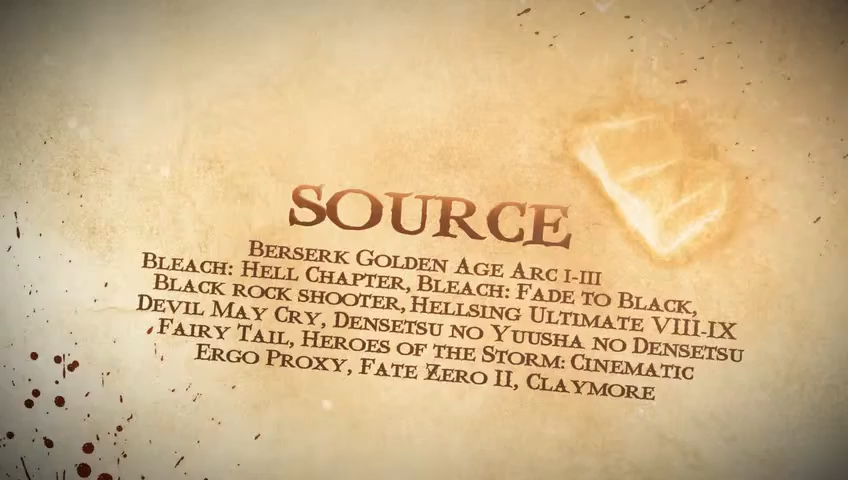 SOURCE
BERSERK GOLDEN AGE ARC I-III
BLEACH: HELL CHAPTER, BLEACH: FADE TO BLACK,
BLACK ROCK SHOOTER, HELLSING ULTIMATE VIII-IX
DEVIL MAY CRY, DENSETSU NO YUUSHA NO DENSETSU
FAIRY TAIL, HEROES OF THE STORM: CINEMATIC
ERGO PROXY, FATE ZERO II, CLAYMORE